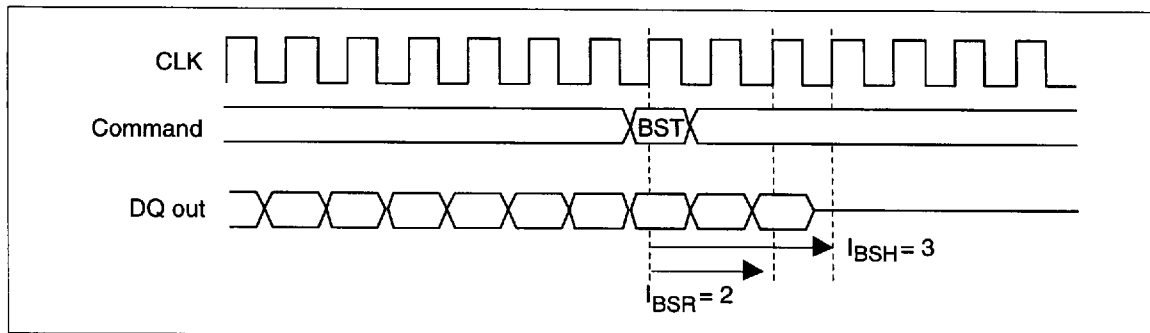 CLK
Command
BST
DQ out
lBSH = 3
lBSR = 2